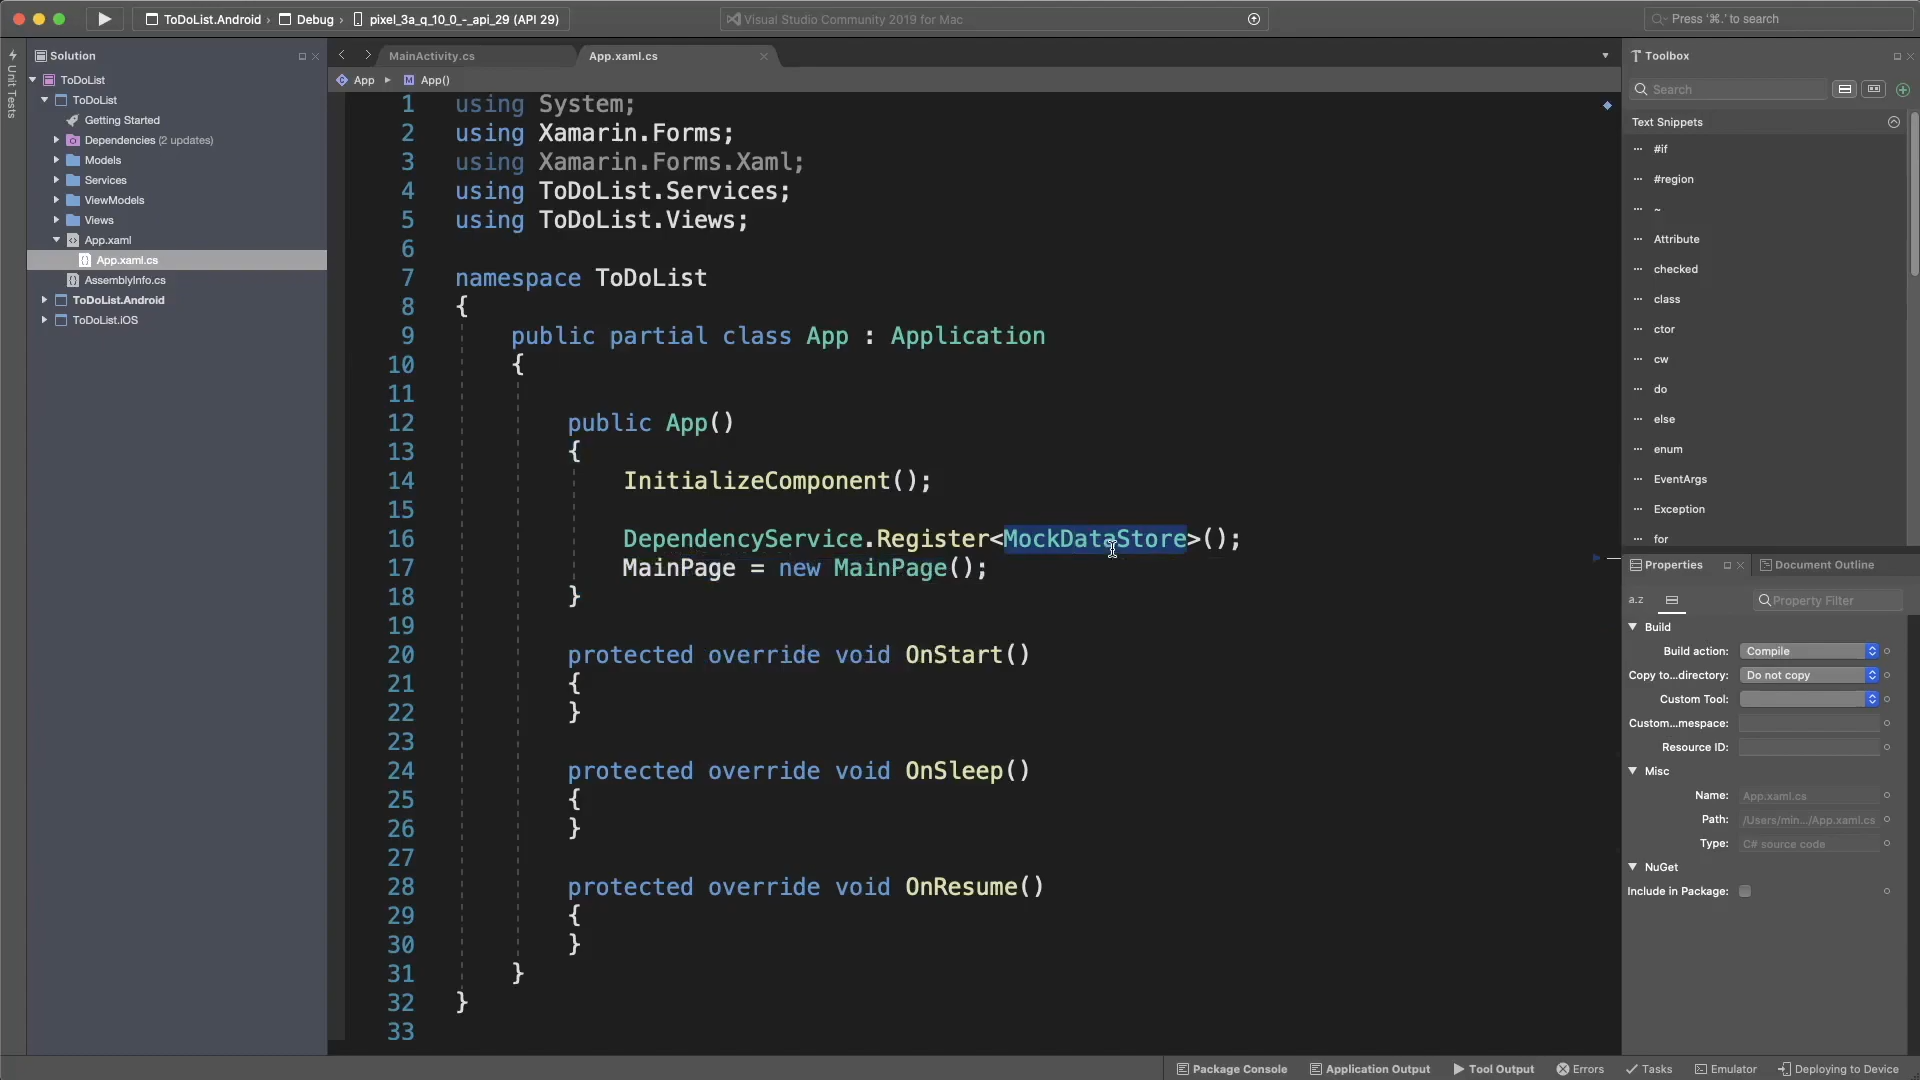 ToDoList.Android › Debug › pixel_3a_q_10_0_-_api_29 (API 29)
Visual Studio Community 2019 for Mac
Press '⌘.' to search
Unit Tests
Solution
ToDoList
ToDoList
Getting Started
Dependencies (2 updates)
Models
Services
ViewModels
Views
App.xaml
App.xaml.cs
AssemblyInfo.cs
ToDoList.Android
ToDoList.iOS
MainActivity.cs
App.xaml.cs
App
App()
1 using System;
2 using Xamarin.Forms;
3 using Xamarin.Forms.Xaml;
4 using ToDoList.Services;
5 using ToDoList.Views;
6
7 namespace ToDoList
8 {
9 public partial class App : Application
10 {
11
12 public App()
13 {
14 InitializeComponent();
15
16 DependencyService.Register<MockDataStore>();
17 MainPage = new MainPage();
18 }
19
20 protected override void OnStart()
21 {
22 }
23
24 protected override void OnSleep()
25 {
26 }
27
28 protected override void OnResume()
29 {
30 }
31 }
32 }
33
Toolbox
Search
Text Snippets
#if
#region
~
Attribute
checked
class
ctor
cw
do
else
enum
EventArgs
Exception
for
Properties
Document Outline
a.z
Property Filter
Build
Build action: Compile
Copy to...directory: Do not copy
Custom Tool:
Custom...mespace:
Resource ID:
Misc
Name: App.xaml.cs
Path: /Users/min.../App.xaml.cs
Type: C# source code
NuGet
Include in Package:
Package Console
Application Output
Tool Output
Errors
Tasks
Emulator
Deploying to Device